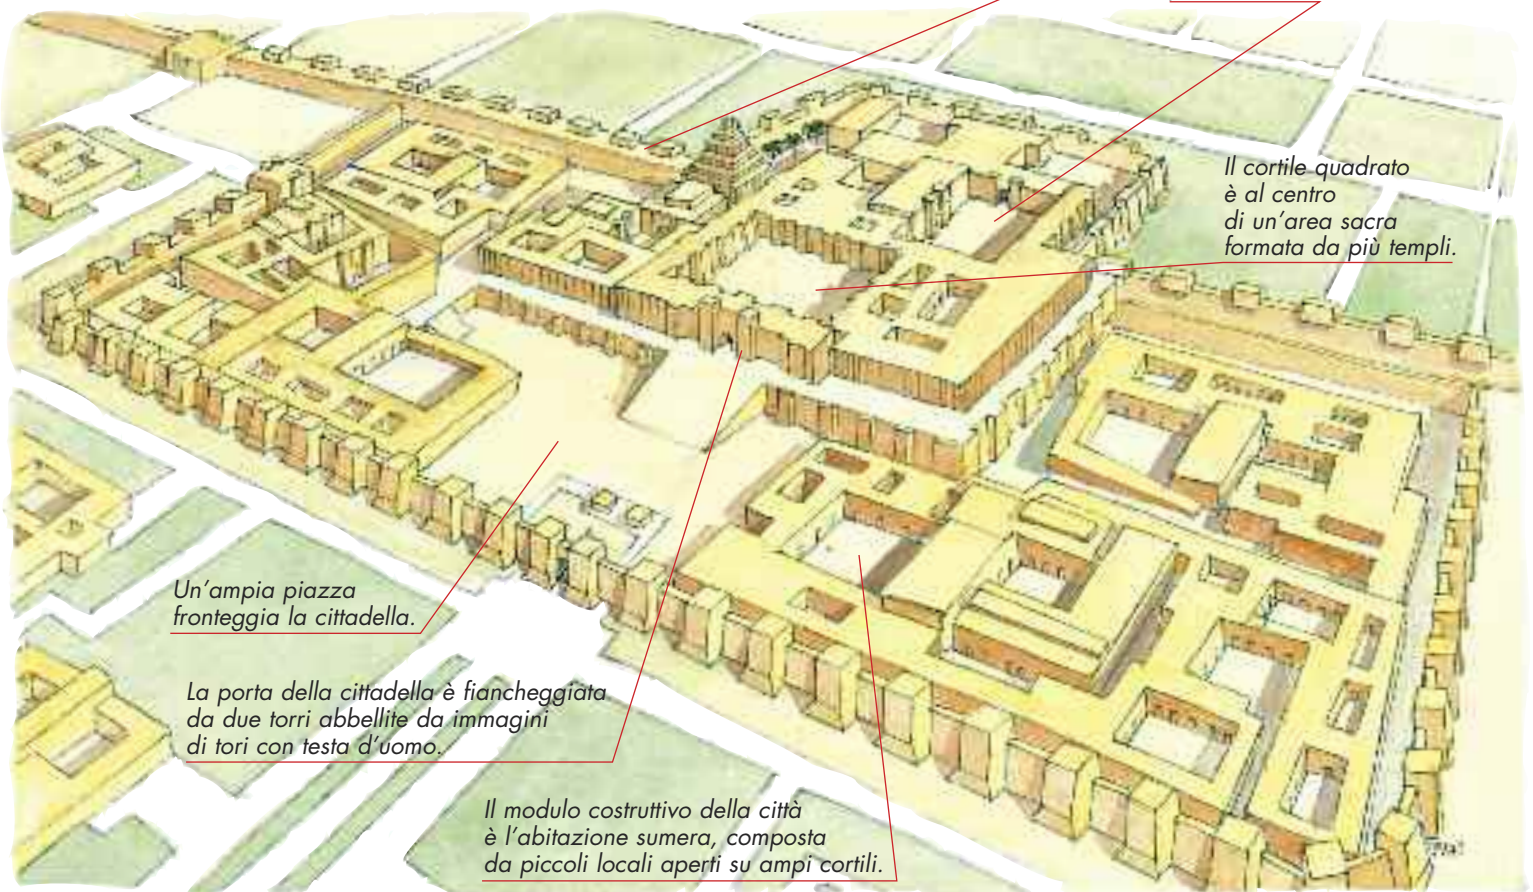 Il cortile quadrato
è al centro
di un’area sacra
formata da più templi.
Un’ampia piazza
fronteggia la cittadella.
La porta della cittadella è fiancheggiata
da due torri abbellite da immagini
di tori con testa d’uomo.
Il modulo costruttivo della città
è l’abitazione sumera, composta
da piccoli locali aperti su ampi cortili.